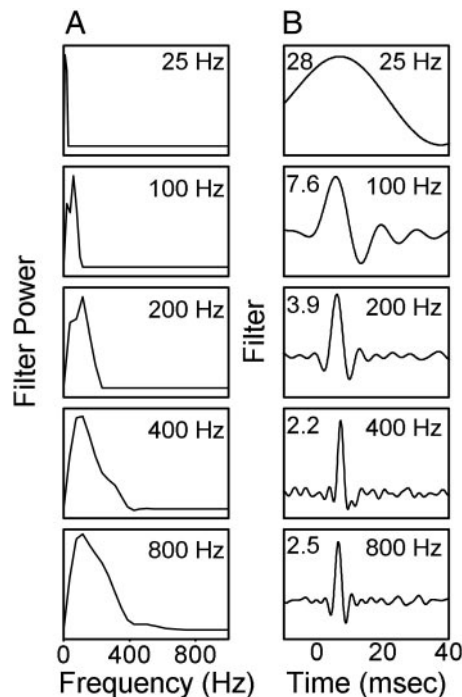 A B
25 Hz 28 25 Hz
100 Hz 7.6 100 Hz
200 Hz 3.9 200 Hz
400 Hz 2.2 400 Hz
800 Hz 2.5 800 Hz
Filter Power
Filter
0 400 800 0 20 40
Frequency (Hz) Time (msec)